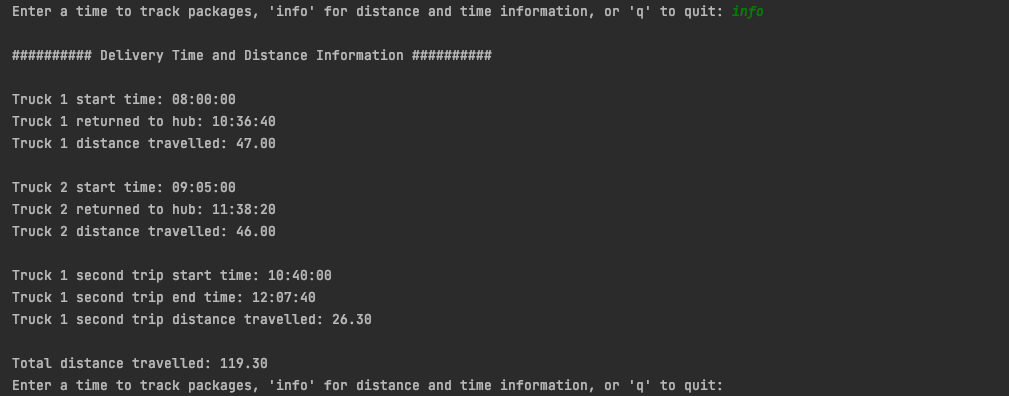 Enter a time to track packages, 'info' for distance and time information, or 'q' to quit: info
########## Delivery Time and Distance Information ##########
Truck 1 start time: 08:00:00
Truck 1 returned to hub: 10:36:40
Truck 1 distance travelled: 47.00
Truck 2 start time: 09:05:00
Truck 2 returned to hub: 11:38:20
Truck 2 distance travelled: 46.00
Truck 1 second trip start time: 10:40:00
Truck 1 second trip end time: 12:07:40
Truck 1 second trip distance travelled: 26.30
Total distance travelled: 119.30
Enter a time to track packages, 'info' for distance and time information, or 'q' to quit: